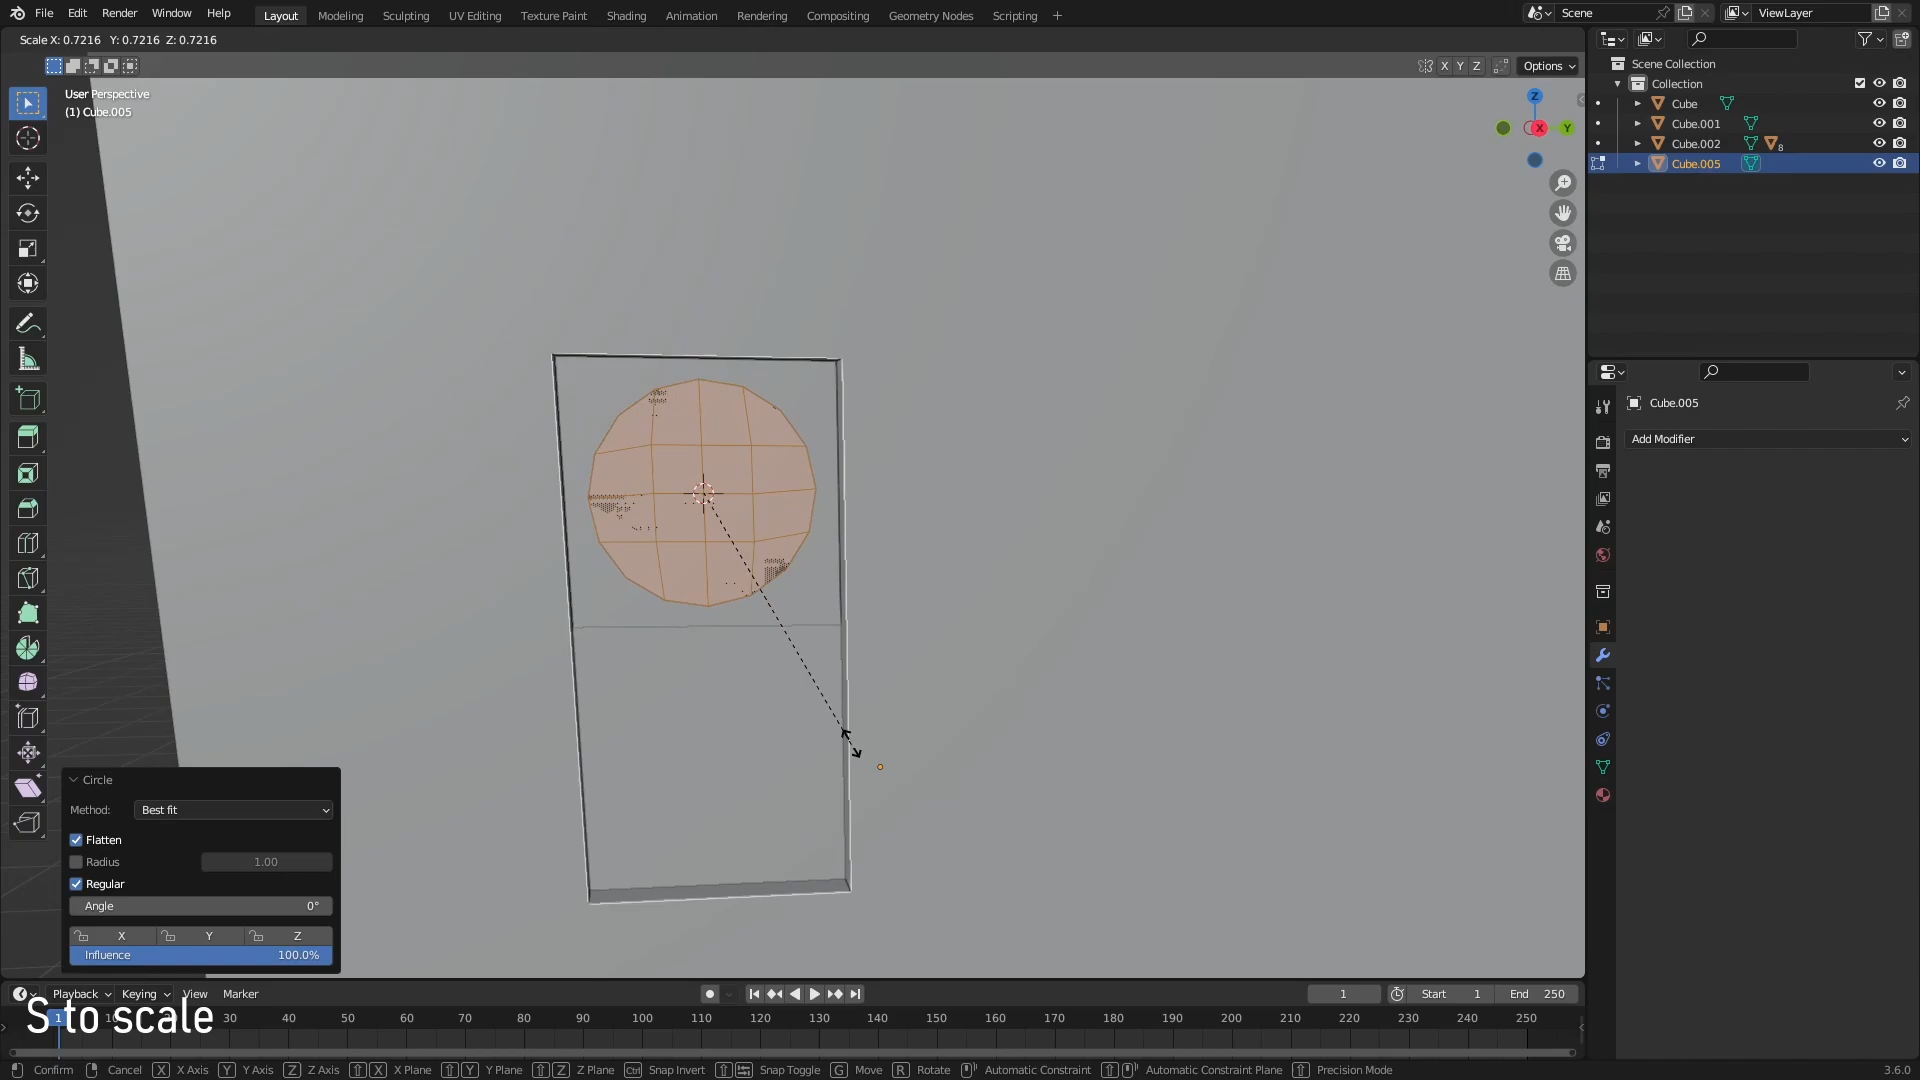 File Edit Render Window Help Layout Modeling Sculpting UV Editing Texture Paint Shading Animation Rendering Compositing Geometry Nodes Scripting + Scene ViewLayer
Scale X: 0.7216 Y: 0.7216 Z: 0.7216
X Y Z Options
User Perspective
(1) Cube.005
Z
X
Y
Scene Collection
Collection
Cube
Cube.001
Cube.002 8
Cube.005
Cube.005
Add Modifier
Circle
Method: Best fit
Flatten
Radius 1.00
Regular
Angle 0°
X Y Z
Influence 100.0%
Playback Keying View Marker 1 Start 1 End 250
S to scale
1 10 20 30 40 50 60 70 80 90 100 110 120 130 140 150 160 170 180 190 200 210 220 230 240 250
Confirm Cancel X X Axis Y Y Axis Z Z Axis X X Plane Y Y Plane Z Z Plane Ctrl Snap Invert Snap Toggle G Move R Rotate Automatic Constraint Automatic Constraint Plane Precision Mode 3.6.0